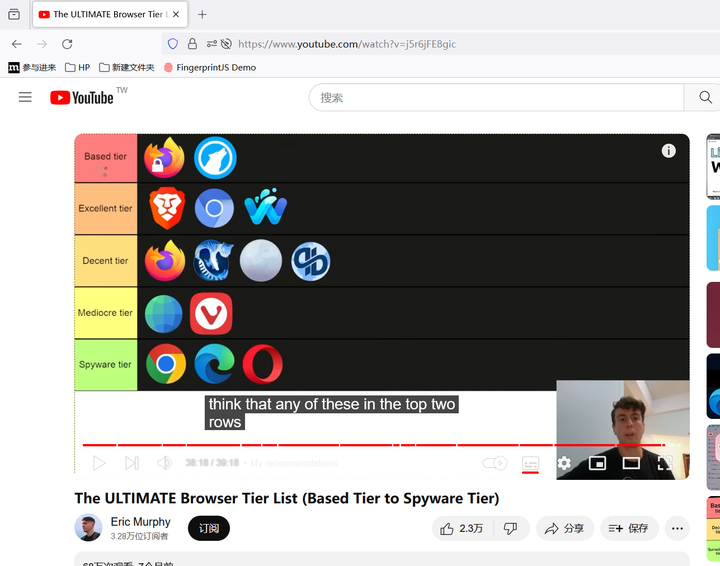 The ULTIMATE Browser Tier L
https://www.youtube.com/watch?v=j5r6jFE8gic
m 参与进来 HP 新建文件夹 FingerprintJS Demo
YouTube TW
搜索
Based tier
Excellent tier
Decent tier
Mediocre tier
Spyware tier
think that any of these in the top two
rows
38:18 / 39:18 • My recommendations
The ULTIMATE Browser Tier List (Based Tier to Spyware Tier)
Eric Murphy
3.28万位订阅者
订阅
2.3万
分享
保存